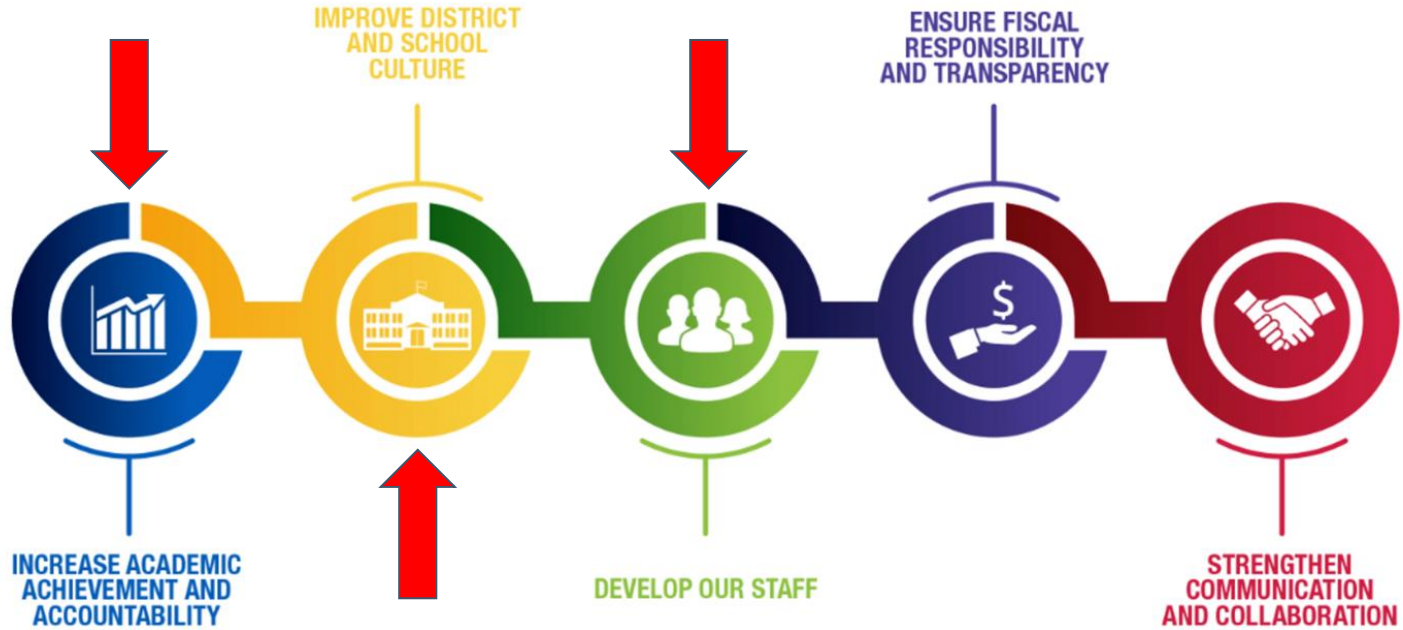 INCREASE ACADEMIC
ACHIEVEMENT AND
ACCOUNTABILITY
IMPROVE DISTRICT
AND SCHOOL
CULTURE
DEVELOP OUR STAFF
ENSURE FISCAL
RESPONSIBILITY
AND TRANSPARENCY
$
STRENGTHEN
COMMUNICATION
AND COLLABORATION